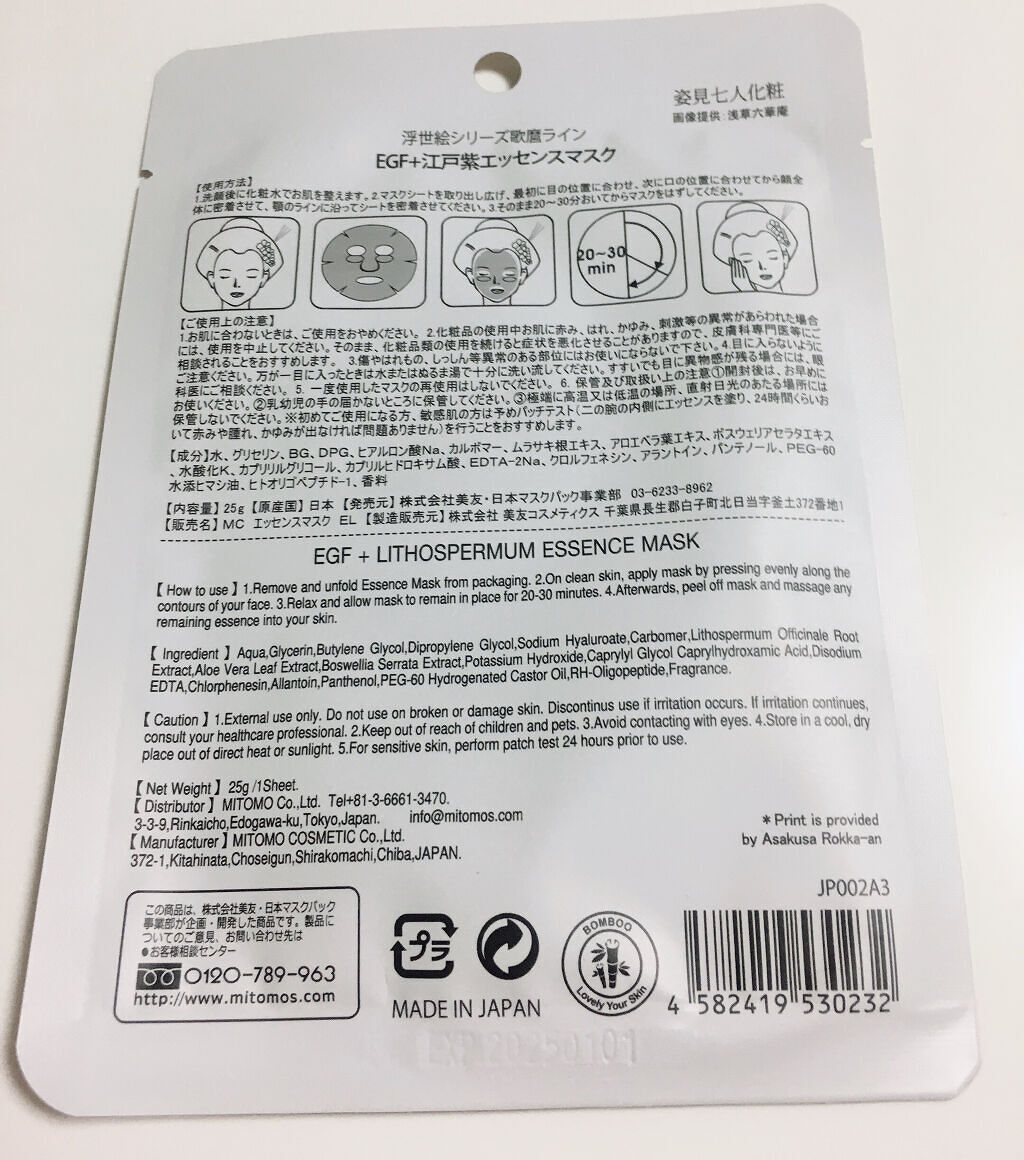 姿見七人化粧
画像提供：浅草六華庵
浮世絵シリーズ歌麿ライン
EGF+江戸紫エッセンスマスク
【使用方法】
1.洗顔後に化粧水でお肌を整えます。2.マスクシートを取り出し広げ、最初に目の位置に合わせ、次に口の位置に合わせてから顔全
体に密着させて、顎のラインに沿ってシートを密着させてください。3.そのまま20～30分おいてからマスクをはずしてください。
20～30
min
【ご使用上の注意】
1.お肌に合わないときは、ご使用をおやめください。2.化粧品の使用中お肌に赤み、はれ、かゆみ、刺激等の異常があらわれた場合
には、使用を中止してください。そのまま、化粧品類の使用を続けると症状を悪化させることがありますので、皮膚科専門医等にご
相談されることをおすすめします。 3.傷やはれもの、しっしん等異常のある部位にはお使いにならないで下さい。4.目に入らないように
ご注意ください。万が一目に入ったときは水またはぬるま湯で十分に洗い流してください。すすいでも目に異物感が残る場合には、眼
科医にご相談ください。 5. 一度使用したマスクの再使用はしないでください。 6. 保管及び取扱い上の注意①開封後は、お早めに
お使いください。②乳幼児の手の届かないところに保管してください。③極端に高温又は低温の場所、直射日光のあたる場所には
保管しないでください。※初めてご使用になる方、敏感肌の方は予めパッチテスト(二の腕の内側にエッセンスを塗り、24時間くらいお
いて赤みや腫れ、かゆみが出なければ問題ありません)を行うことをおすすめします。
【成分】水、グリセリン、BG、DPG、ヒアルロン酸Na、カルボマー、ムラサキ根エキス、アロエベラ葉エキス、ボスウェリアセラタエキス
、水酸化K、カプリリルグリコール、カプリルヒドロキサム酸、EDTA-2Na、クロルフェネシン、アラントイン、パンテノール、PEG-60
水添ヒマシ油、ヒトオリゴペプチド-1、香料
【内容量】25g【原産国】日本 【発売元】株式会社美友・日本マスクパック事業部 03-6233-8962
【販売名】MC エッセンスマスク EL 【製造販売元】株式会社 美友コスメティクス 千葉県長生郡白子町北日当字釜土372番地1
EGF + LITHOSPERMUM ESSENCE MASK
【 How to use 】1.Remove and unfold Essence Mask from packaging. 2.On clean skin, apply mask by pressing evenly along the
contours of your face. 3.Relax and allow mask to remain in place for 20-30 minutes. 4.Afterwards, peel off mask and massage any
remaining essence into your skin.
【 Ingredient 】 Aqua,Glycerin,Butylene Glycol,Dipropylene Glycol,Sodium Hyaluroate,Carbomer,Lithospermum Officinale Root
Extract,Aloe Vera Leaf Extract,Boswellia Serrata Extract,Potassium Hydroxide,Caprylyl Glycol Caprylhydroxamic Acid,Disodium
EDTA,Chlorphenesin,Allantoin,Panthenol,PEG-60 Hydrogenated Castor Oil,RH-Oligopeptide,Fragrance.
【 Caution 】1.External use only. Do not use on broken or damage skin. Discontinus use if irritation occurs. If irritation continues,
consult your healthcare professional. 2.Keep out of reach of children and pets. 3.Avoid contacting with eyes. 4.Store in a cool, dry
place out of direct heat or sunlight. 5.For sensitive skin, perform patch test 24 hours prior to use.
【 Net Weight 】 25g /1Sheet.
【 Distributor 】 MITOMO Co.,Ltd. Tel+81-3-6661-3470.
3-3-9,Rinkaicho,Edogawa-ku,Tokyo,Japan. info@mitomos.com
【 Manufacturer 】 MITOMO COSMETIC Co.,Ltd.
372-1,Kitahinata,Choseigun,Shirakomachi,Chiba,JAPAN.
*Print is provided
by Asakusa Rokka-an
JP002A3
この商品は、株式会社美友・日本マスクパック
事業部が企画・開発した商品です。製品に
ついてのご意見、お問い合わせ先は
●お客様相談センター
0120-789-963
http://www.mitomos.com
プラ
MADE IN JAPAN
BOMBOO
Lovely Your Skin
4 582419 530232
EXP 20250101